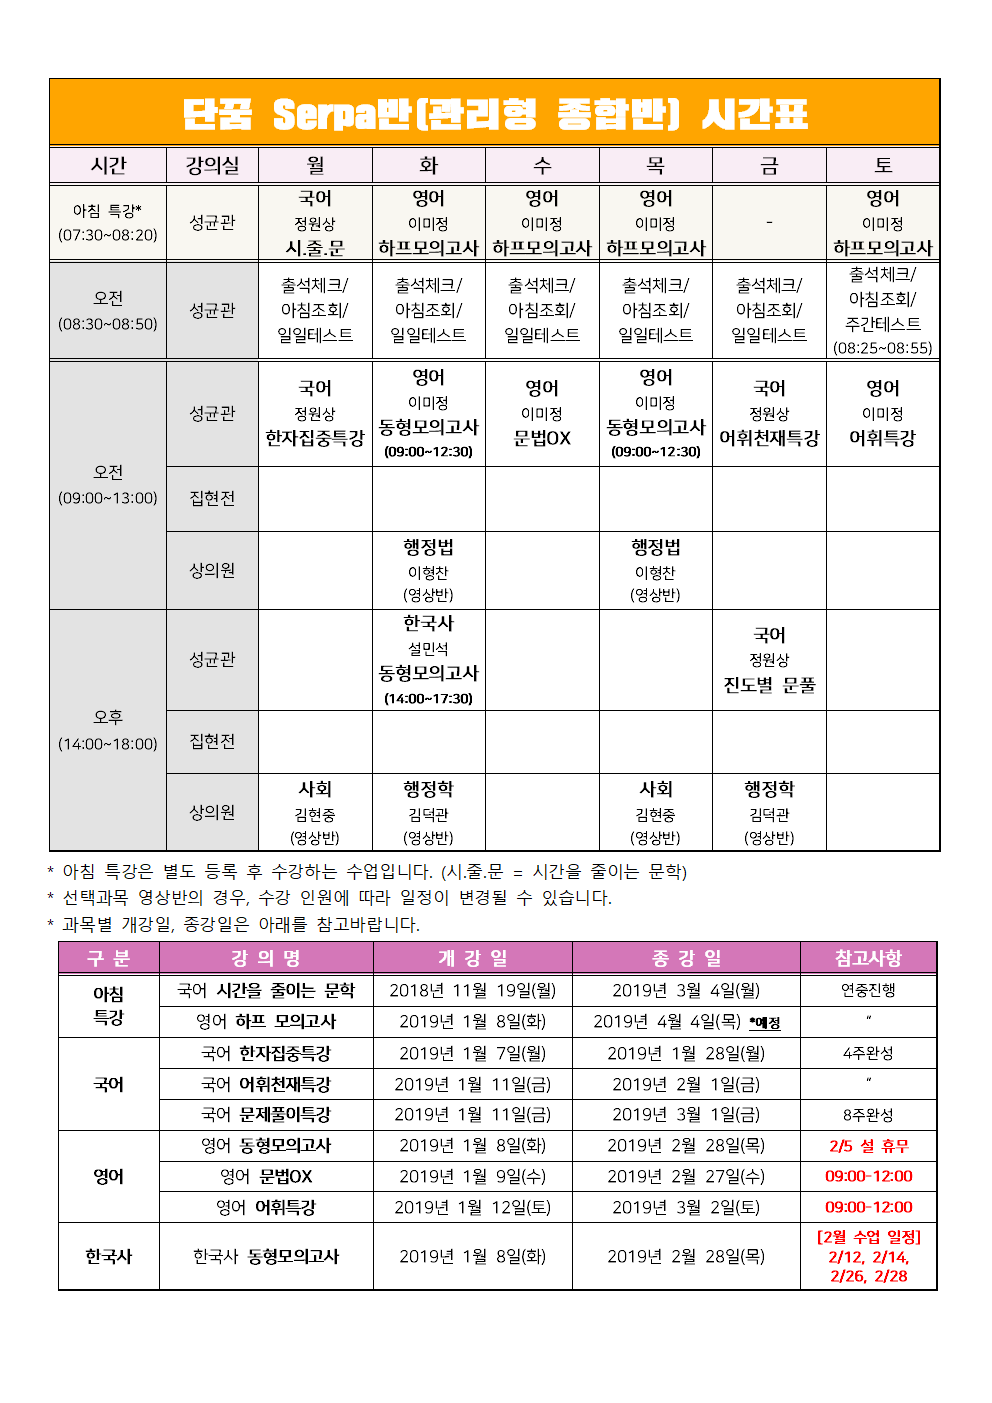 단꿈 Serpa반(관리형 종합반) 시간표
시간 강의실 월 화 수 목 금 토
아침 특강*
(07:30~08:20)
성균관
국어
정원상
시.줄.문
영어
이미정
하프모의고사
영어
이미정
하프모의고사
영어
이미정
하프모의고사
-
영어
이미정
하프모의고사
오전
(08:30~08:50)
성균관
출석체크/
아침조회/
일일테스트
출석체크/
아침조회/
일일테스트
출석체크/
아침조회/
일일테스트
출석체크/
아침조회/
일일테스트
출석체크/
아침조회/
일일테스트
출석체크/
아침조회/
주간테스트
(08:25~08:55)
오전
(09:00~13:00)
성균관
국어
정원상
한자집중특강
영어
이미정
동형모의고사
(09:00~12:30)
영어
이미정
문법OX
영어
이미정
동형모의고사
(09:00~12:30)
국어
정원상
어휘천재특강
영어
이미정
어휘특강
집현전
상의원
행정법
이형찬
(영상반)
행정법
이형찬
(영상반)
오후
(14:00~18:00)
성균관
한국사
설민석
동형모의고사
(14:00~17:30)
국어
정원상
진도별 문풀
집현전
상의원
사회
김현중
(영상반)
행정학
김덕관
(영상반)
사회
김현중
(영상반)
행정학
김덕관
(영상반)
* 아침 특강은 별도 등록 후 수강하는 수업입니다. (시.줄.문 = 시간을 줄이는 문학)
* 선택과목 영상반의 경우, 수강 인원에 따라 일정이 변경될 수 있습니다.
* 과목별 개강일, 종강일은 아래를 참고바랍니다.
구 분 강 의 명 개 강 일 종 강 일 참고사항
아침
특강
국어 시간을 줄이는 문학 2018년 11월 19일(월) 2019년 3월 4일(월) 연중진행
영어 하프 모의고사 2019년 1월 8일(화) 2019년 4월 4일(목) *예정 “
국어
국어 한자집중특강 2019년 1월 7일(월) 2019년 1월 28일(월) 4주완성
국어 어휘천재특강 2019년 1월 11일(금) 2019년 2월 1일(금) “
국어 문제풀이특강 2019년 1월 11일(금) 2019년 3월 1일(금) 8주완성
영어
영어 동형모의고사 2019년 1월 8일(화) 2019년 2월 28일(목) 2/5 설 휴무
영어 문법OX 2019년 1월 9일(수) 2019년 2월 27일(수) 09:00-12:00
영어 어휘특강 2019년 1월 12일(토) 2019년 3월 2일(토) 09:00-12:00
한국사
한국사 동형모의고사 2019년 1월 8일(화) 2019년 2월 28일(목)
[2월 수업 일정]
2/12, 2/14,
2/26, 2/28